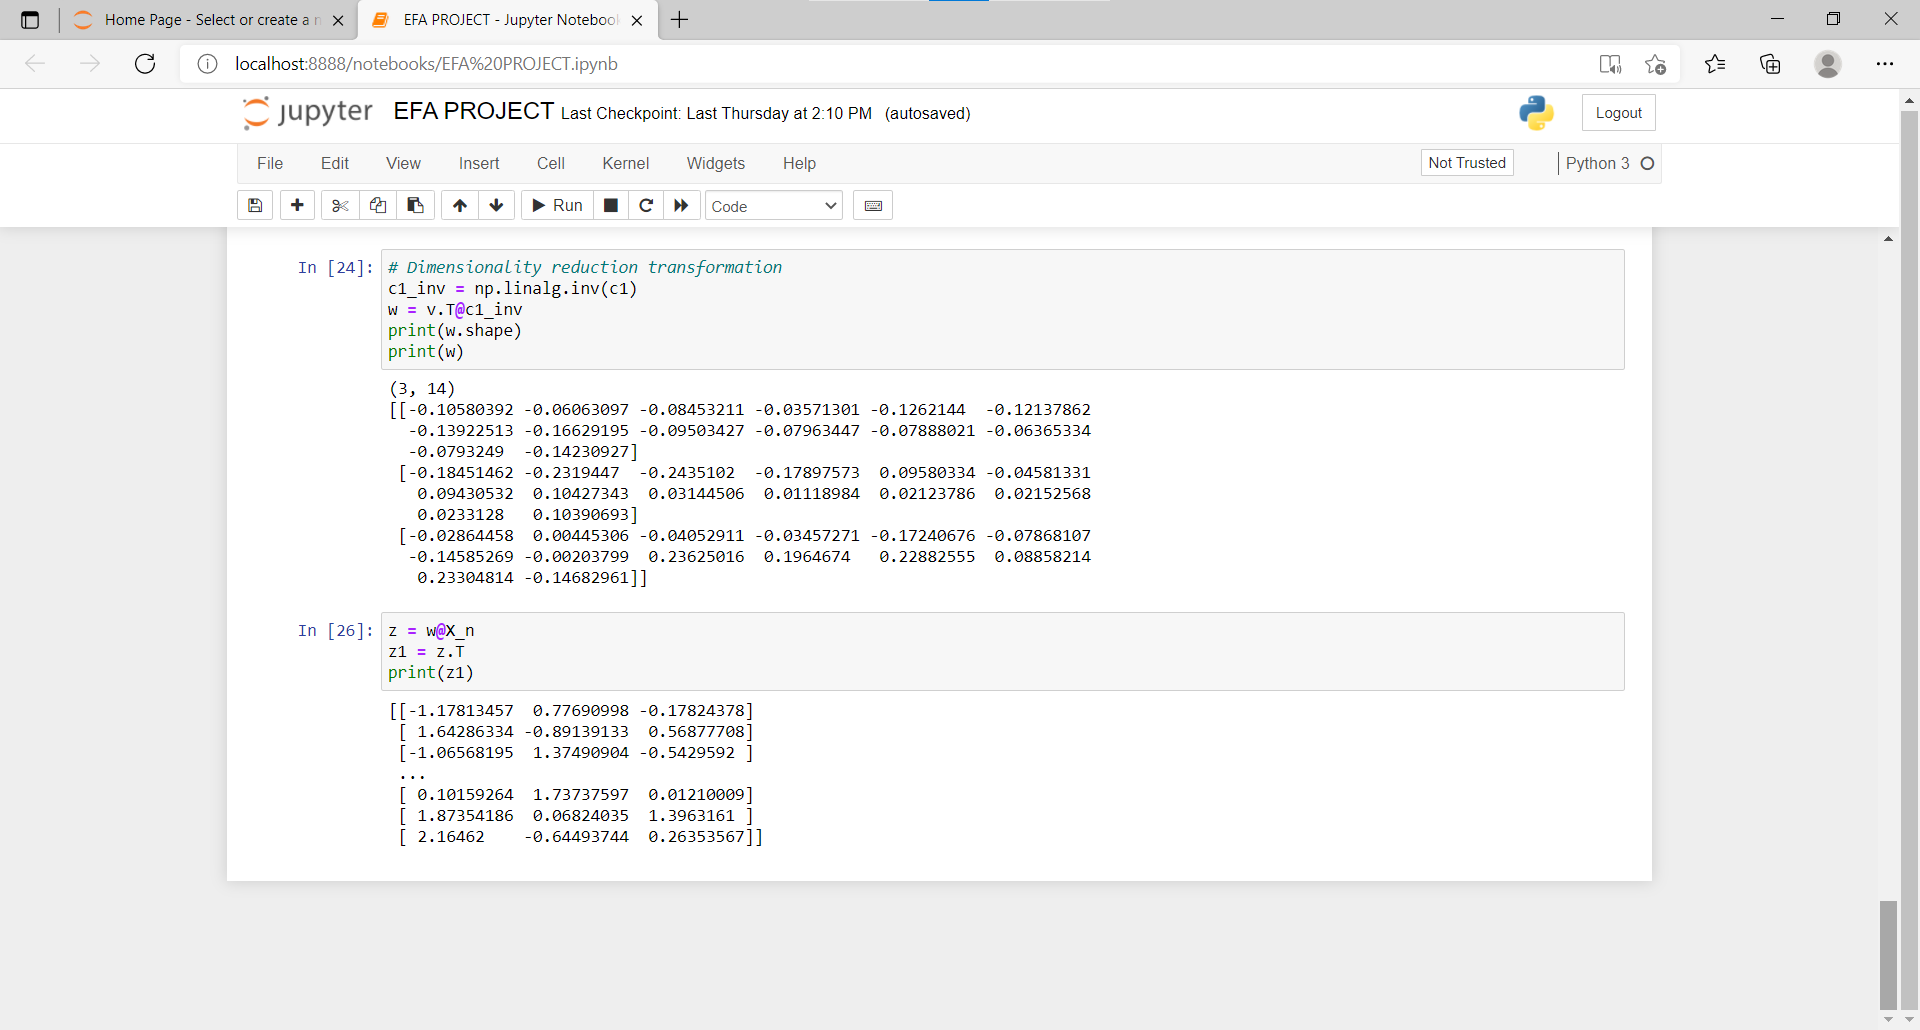 Home Page - Select or create a n
EFA PROJECT - Jupyter Notebook
localhost:8888/notebooks/EFA%20PROJECT.ipynb
jupyter EFA PROJECT Last Checkpoint: Last Thursday at 2:10 PM (autosaved)
Logout
File Edit View Insert Cell Kernel Widgets Help
Not Trusted
Python 3
Run
Code
In [24]:
# Dimensionality reduction transformation
c1_inv = np.linalg.inv(c1)
w = v.T@c1_inv
print(w.shape)
print(w)
(3, 14)
[[-0.10580392 -0.06063097 -0.08453211 -0.03571301 -0.1262144  -0.12137862
  -0.13922513 -0.16629195 -0.09503427 -0.07963447 -0.07888021 -0.06365334
  -0.0793249  -0.14230927]
 [-0.18451462 -0.2319447  -0.2435102  -0.17897573  0.09580334 -0.04581331
   0.09430532  0.10427343  0.03144506  0.01118984  0.02123786  0.02152568
   0.0233128   0.10390693]
 [-0.02864458  0.00445306 -0.04052911 -0.03457271 -0.17240676 -0.07868107
  -0.14585269 -0.00203799  0.23625016  0.1964674   0.22882555  0.08858214
   0.23304814 -0.14682961]]
In [26]:
z = w@X_n
z1 = z.T
print(z1)
[[-1.17813457  0.77690998 -0.17824378]
 [ 1.64286334 -0.89139133  0.56877708]
 [-1.06568195  1.37490904 -0.5429592 ]
 ...
 [ 0.10159264  1.73737597  0.01210009]
 [ 1.87354186  0.06824035  1.3963161 ]
 [ 2.16462    -0.64493744  0.26353567]]